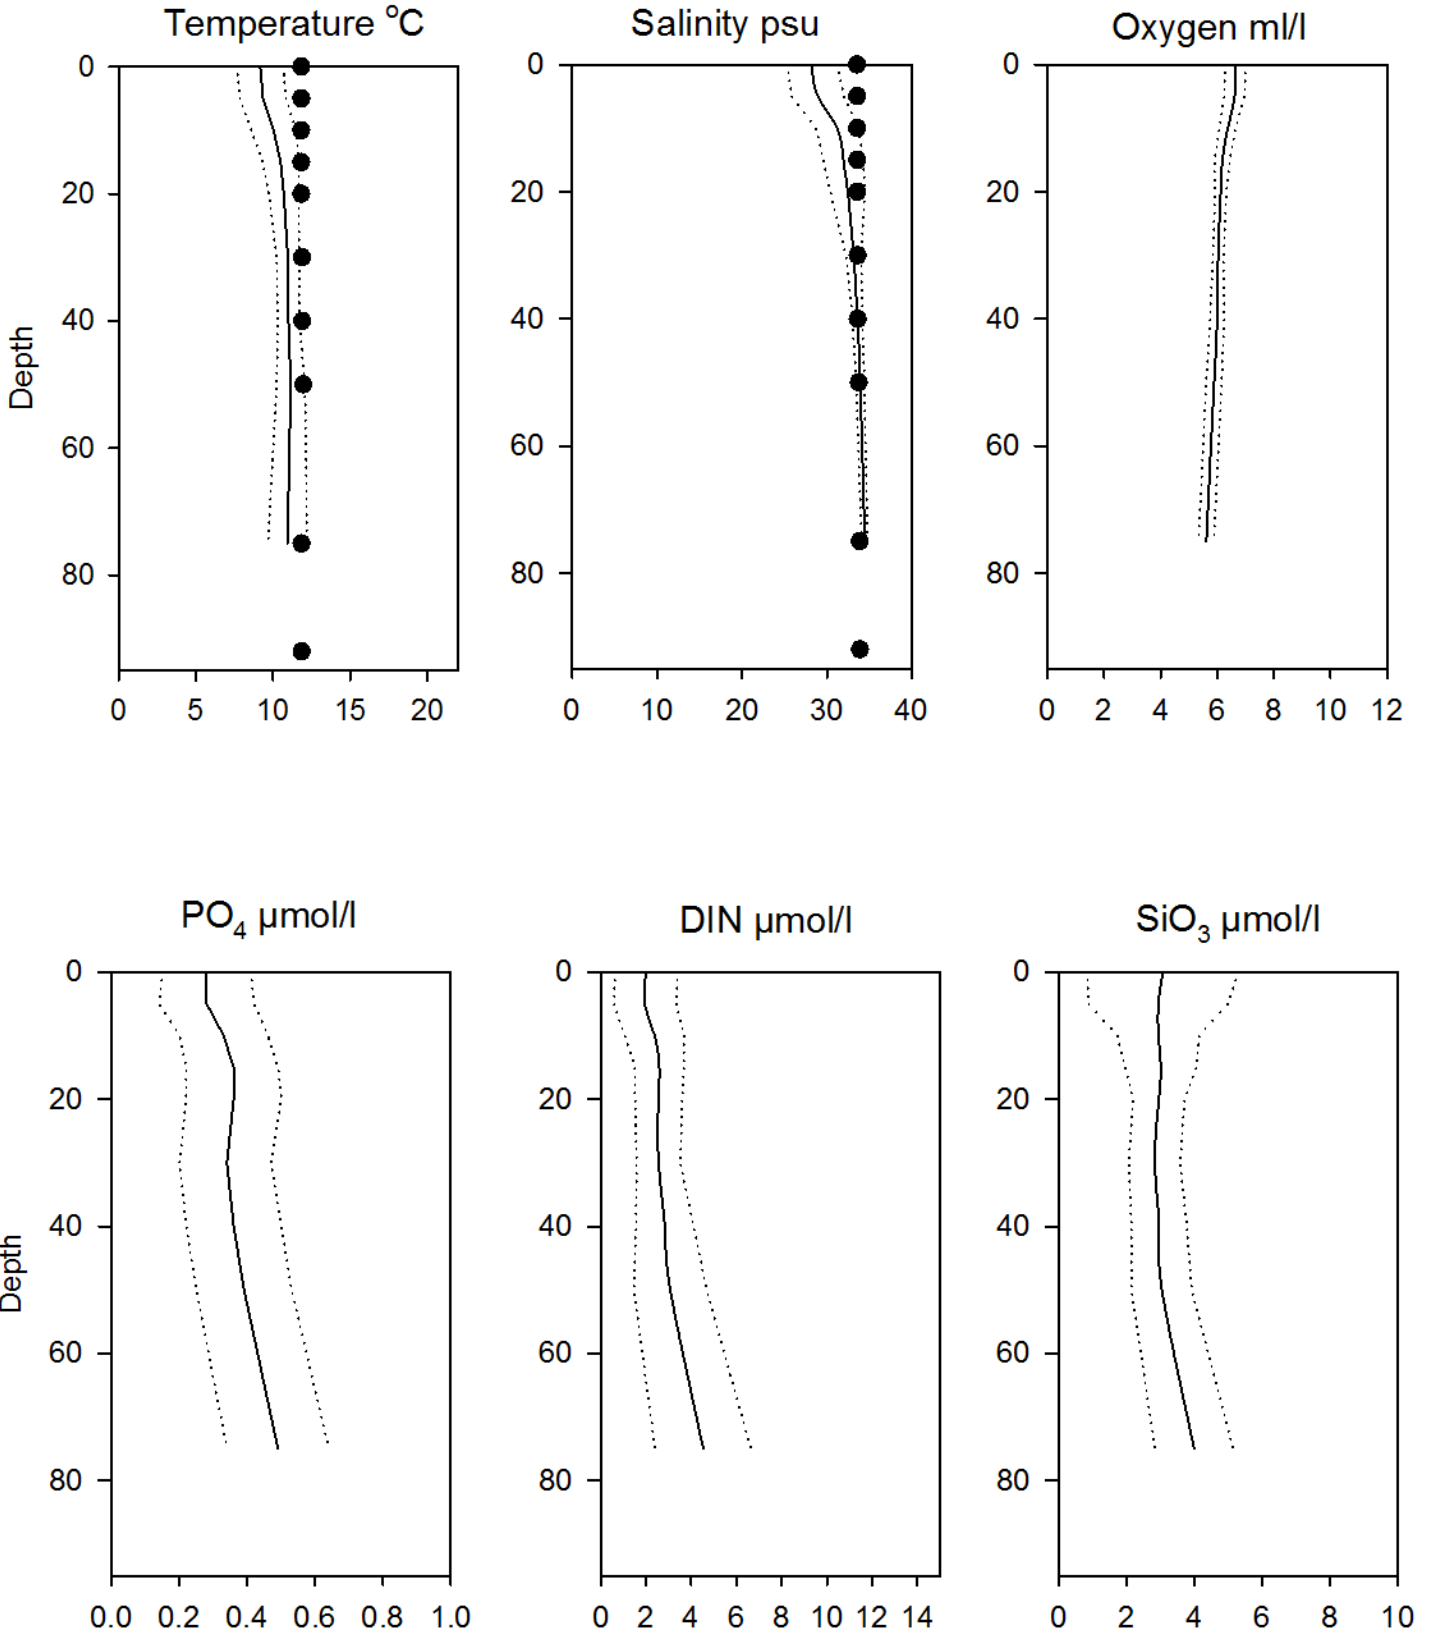 Temperature °C
Salinity psu
Oxygen ml/l
0
20
40
60
80
Depth
0 5 10 15 20
0
20
40
60
80
0 10 20 30 40
0
20
40
60
80
0 2 4 6 8 10 12
PO4 µmol/l
DIN µmol/l
SiO3 µmol/l
0
20
40
60
80
Depth
0.0 0.2 0.4 0.6 0.8 1.0
0
20
40
60
80
0 2 4 6 8 10 12 14
0
20
40
60
80
0 2 4 6 8 10